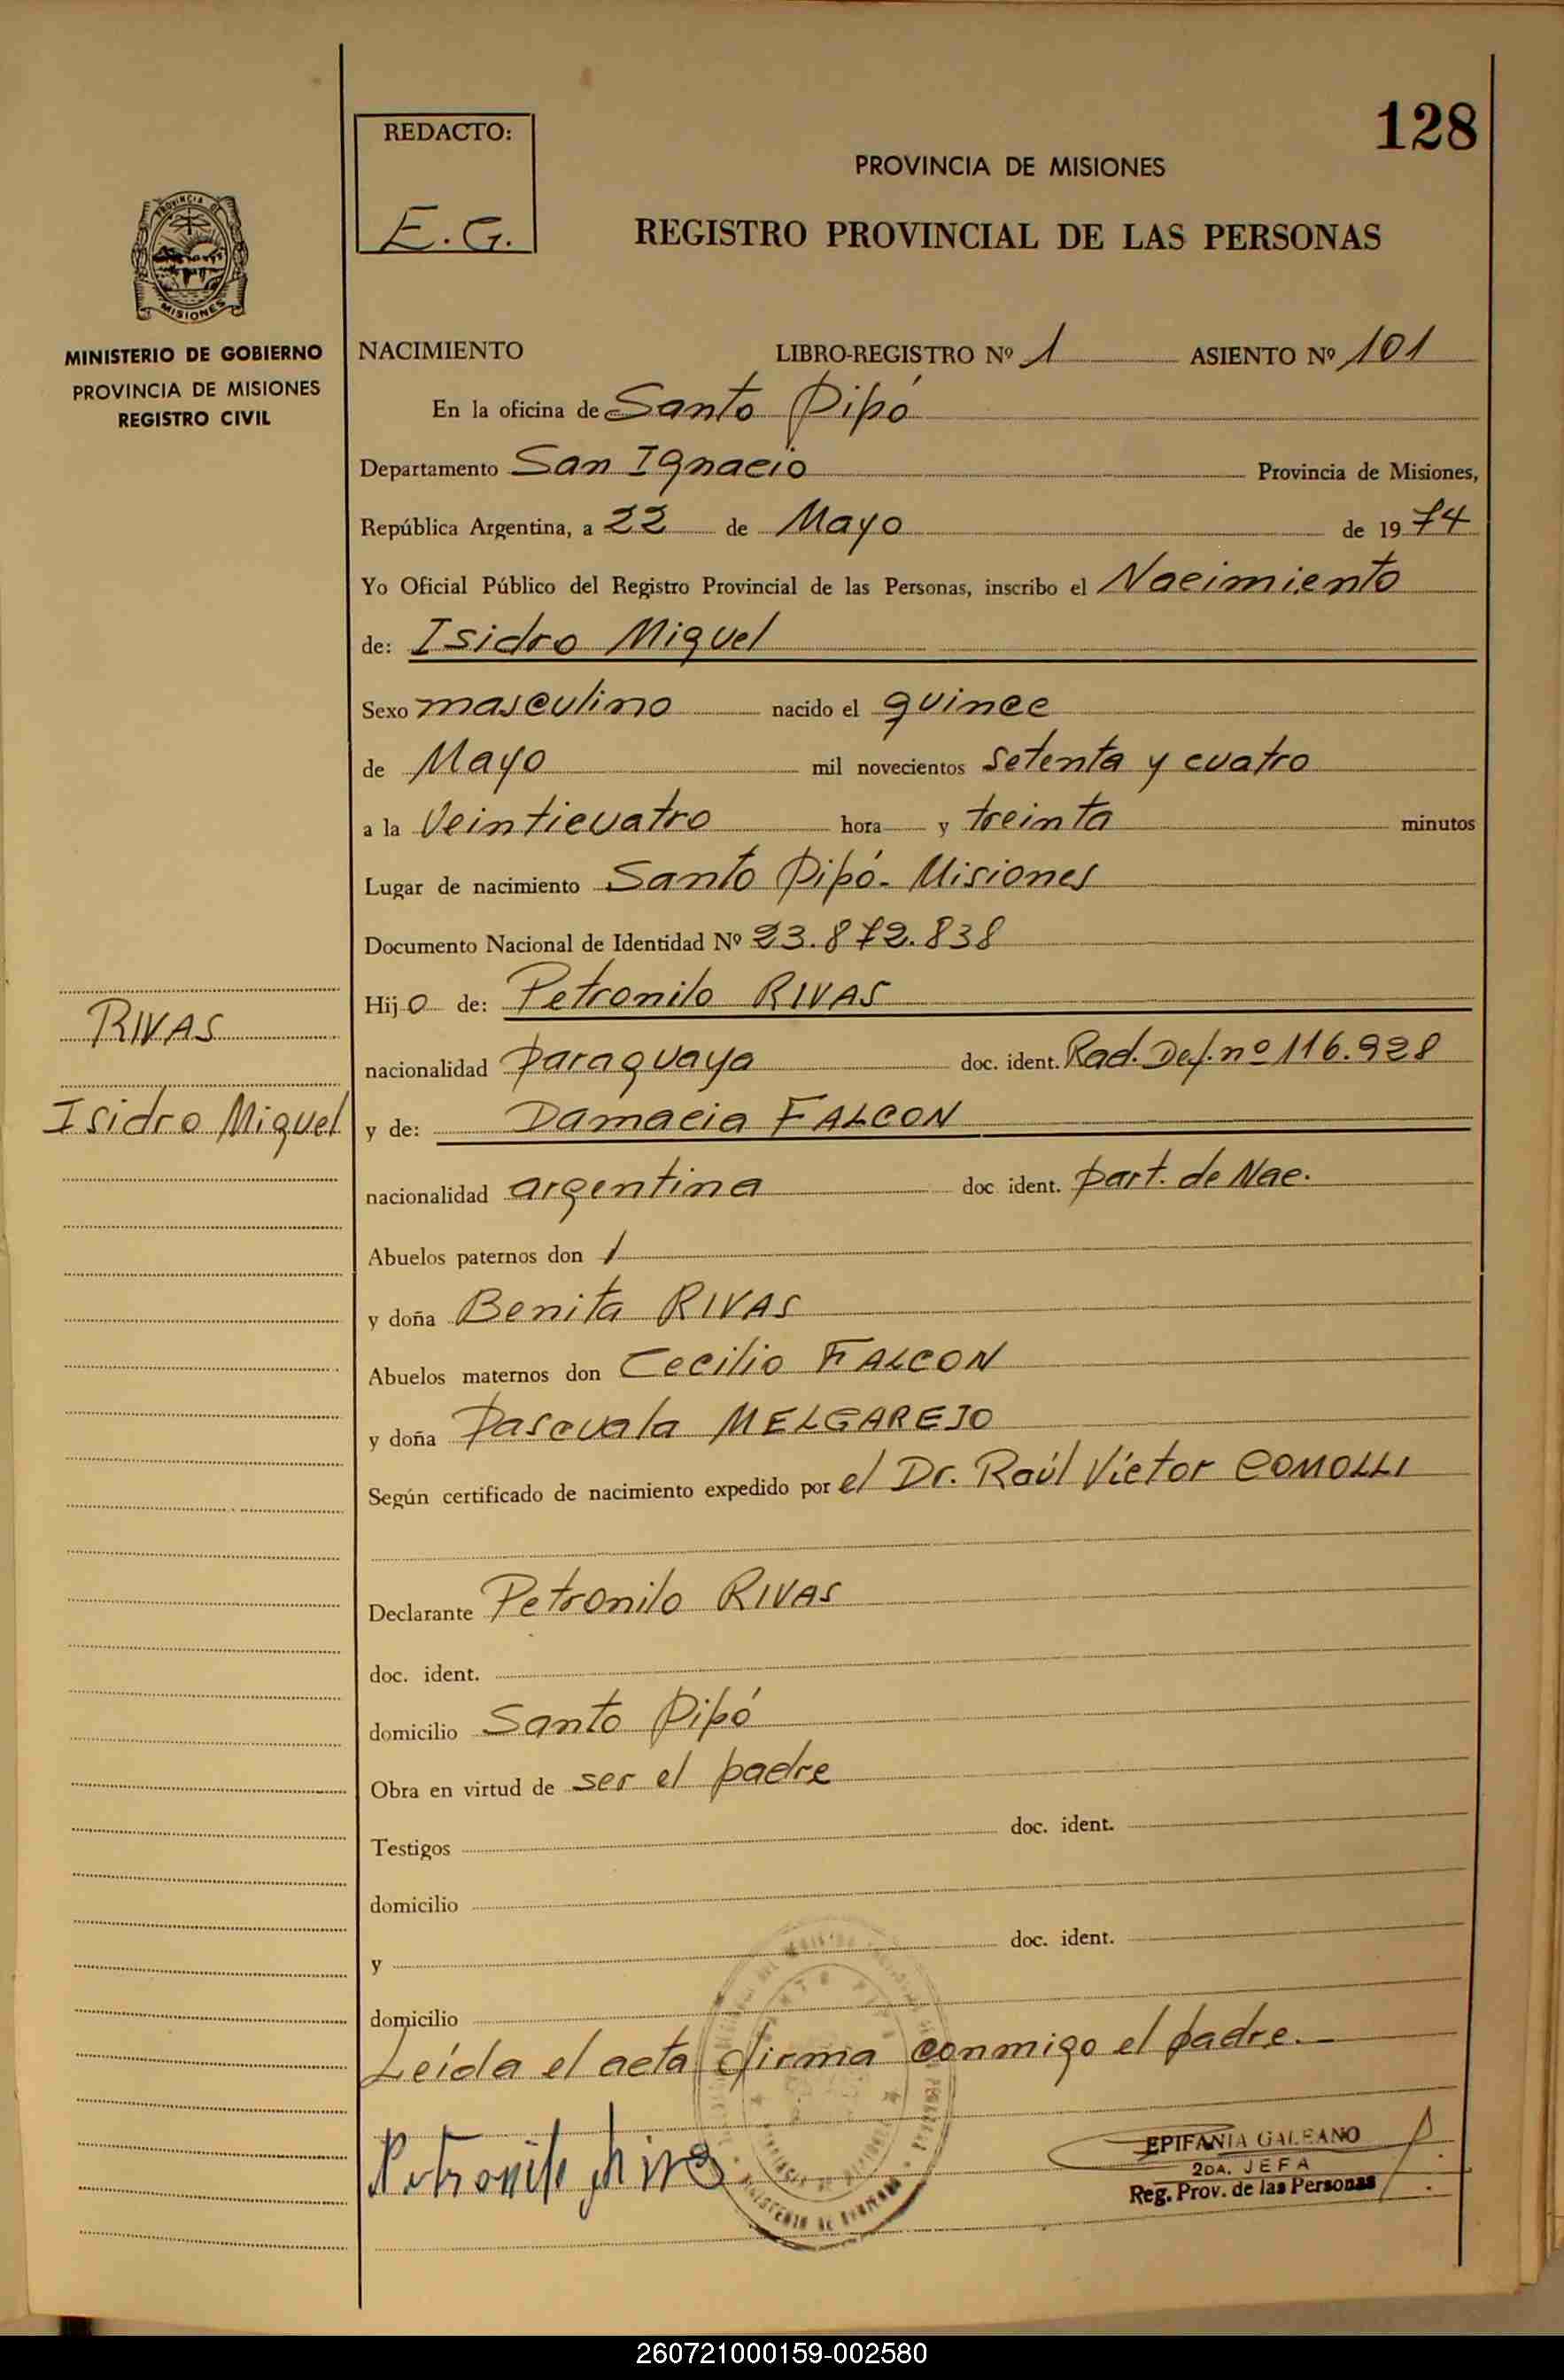 128
REDACTO:
E.G.
PROVINCIA DE MISIONES
REGISTRO PROVINCIAL DE LAS PERSONAS
PROVINCIA DE
MISIONES
MINISTERIO DE GOBIERNO
PROVINCIA DE MISIONES
REGISTRO CIVIL
NACIMIENTO LIBRO-REGISTRO Nº 1 ASIENTO Nº 101
En la oficina de Santo Pipó
Departamento San Ignacio Provincia de Misiones,
República Argentina, a 22 de Mayo de 1974
Yo Oficial Público del Registro Provincial de las Personas, inscribo el Nacimiento
de: Isidro Miguel
Sexo masculino nacido el quince
de Mayo mil novecientos setenta y cuatro
a la Veinticuatro hora y treinta minutos
Lugar de nacimiento Santo Pipó- Misiones
Documento Nacional de Identidad Nº 23.872.838
Hijo de: Petronilo RIVAS
RIVAS
nacionalidad paraguaya doc. ident. Rad. Def. nº 116.928
Isidro Miguel
y de: Damacia FALCON
nacionalidad argentina doc ident. part. de Nac.
Abuelos paternos don /
y doña Benita RIVAS
Abuelos maternos don Cecilio FALCON
y doña Pascuala MELGAREJO
Según certificado de nacimiento expedido por el Dr. Raúl Víctor COMOLLI
Declarante Petronilo RIVAS
doc. ident.
domicilio Santo Pipó
Obra en virtud de ser el padre
Testigos doc. ident.
domicilio
y doc. ident.
domicilio
Leída el acta firma conmigo el padre.-
Petronilo
EPIFANIA GALEANO
2DA. JEFA
Reg. Prov. de las Personas
260721000159-002580